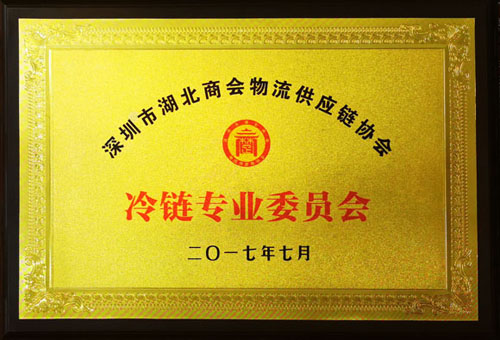 深圳市湖北商会物流供应链协会
冷链专业委员会
二〇一七年七月